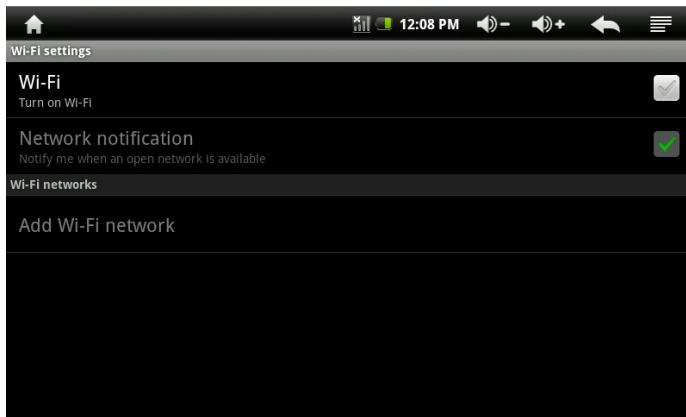 12:08 PM
Wi-Fi settings
Wi-Fi
Turn on Wi-Fi
Network notification
Notify me when an open network is available
Wi-Fi networks
Add Wi-Fi network